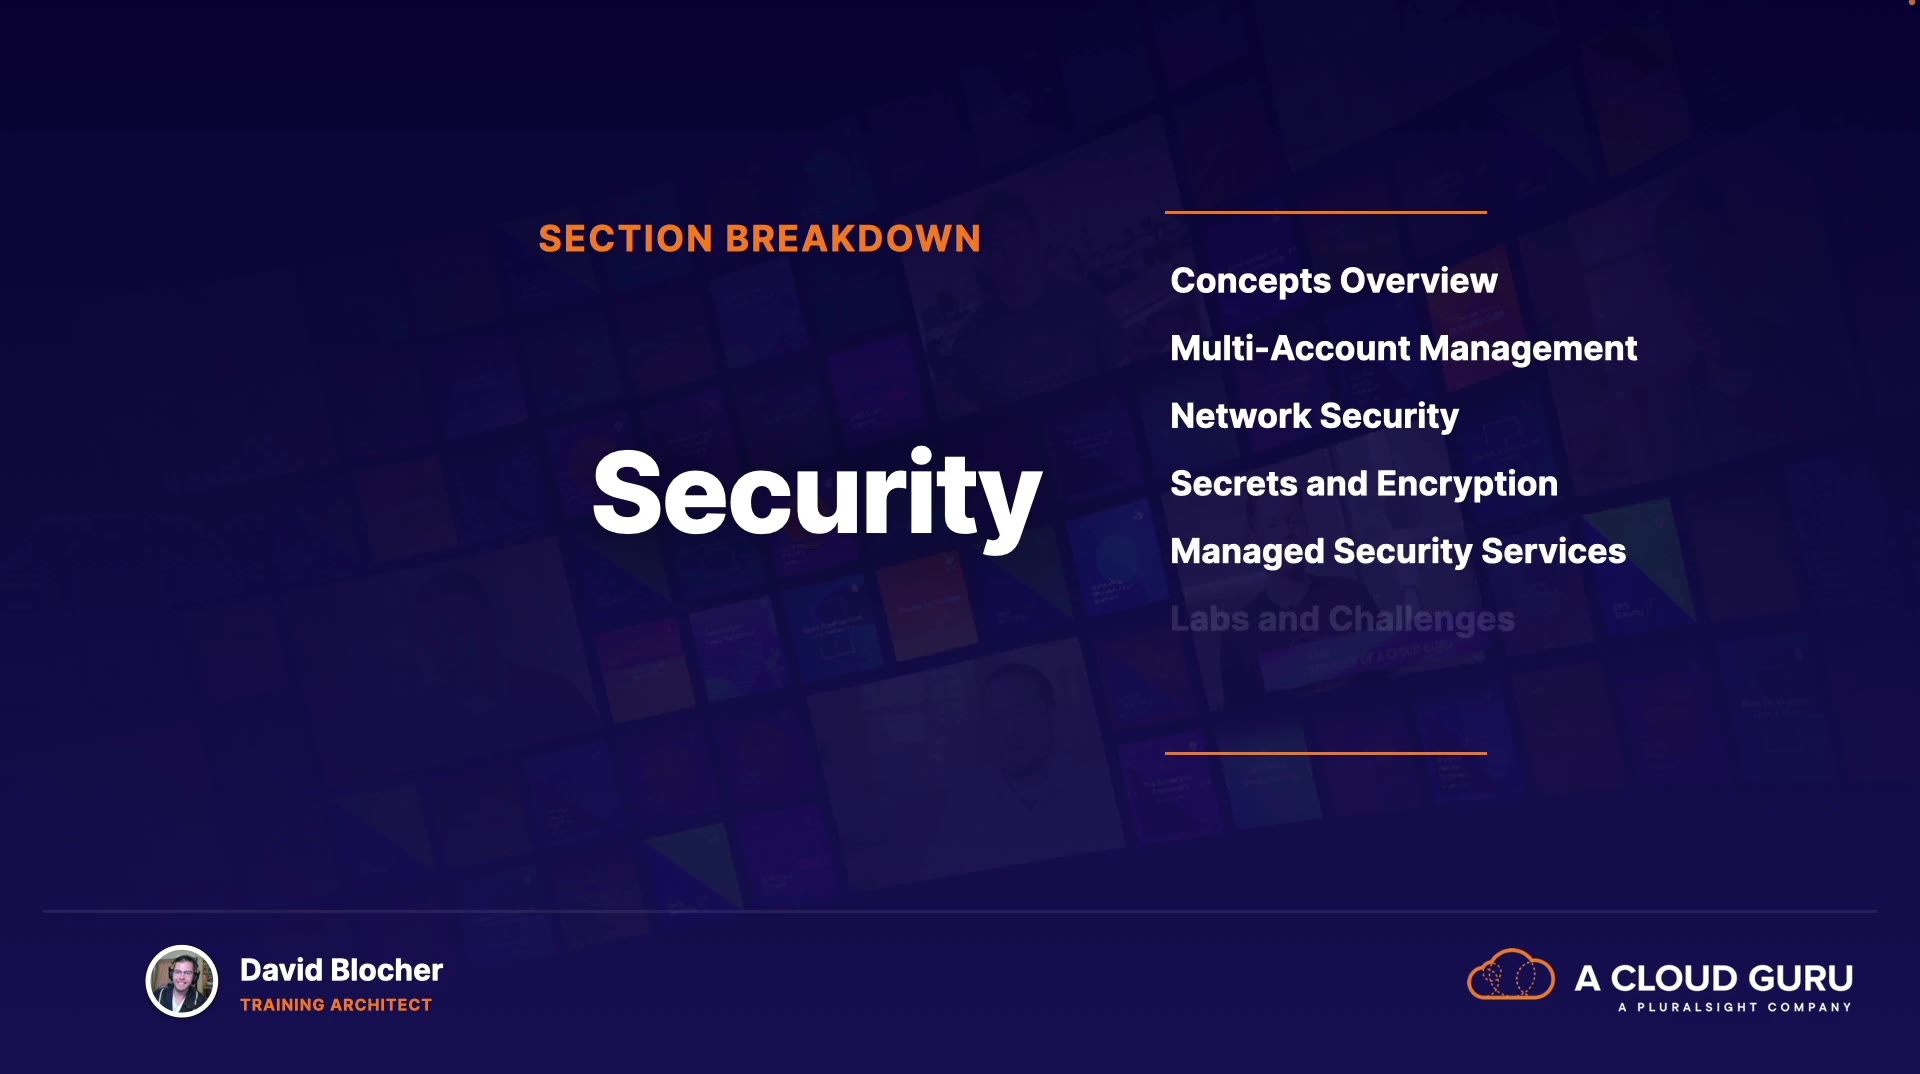 SECTION BREAKDOWN
Security
Concepts Overview
Multi-Account Management
Network Security
Secrets and Encryption
Managed Security Services
Labs and Challenges
David Blocher
TRAINING ARCHITECT
A CLOUD GURU
A PLURALSIGHT COMPANY